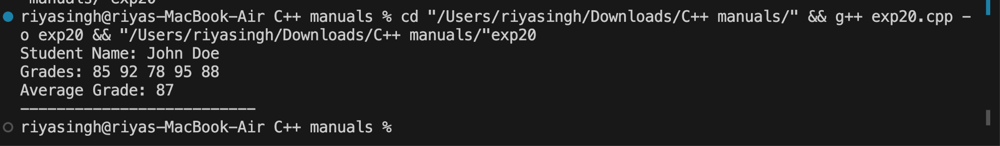 manuals/"exp20
riyasingh@riyas-MacBook-Air C++ manuals % cd "/Users/riyasingh/Downloads/C++ manuals/" && g++ exp20.cpp -
o exp20 && "/Users/riyasingh/Downloads/C++ manuals/"exp20
Student Name: John Doe
Grades: 85 92 78 95 88
Average Grade: 87
--------------------------
riyasingh@riyas-MacBook-Air C++ manuals %